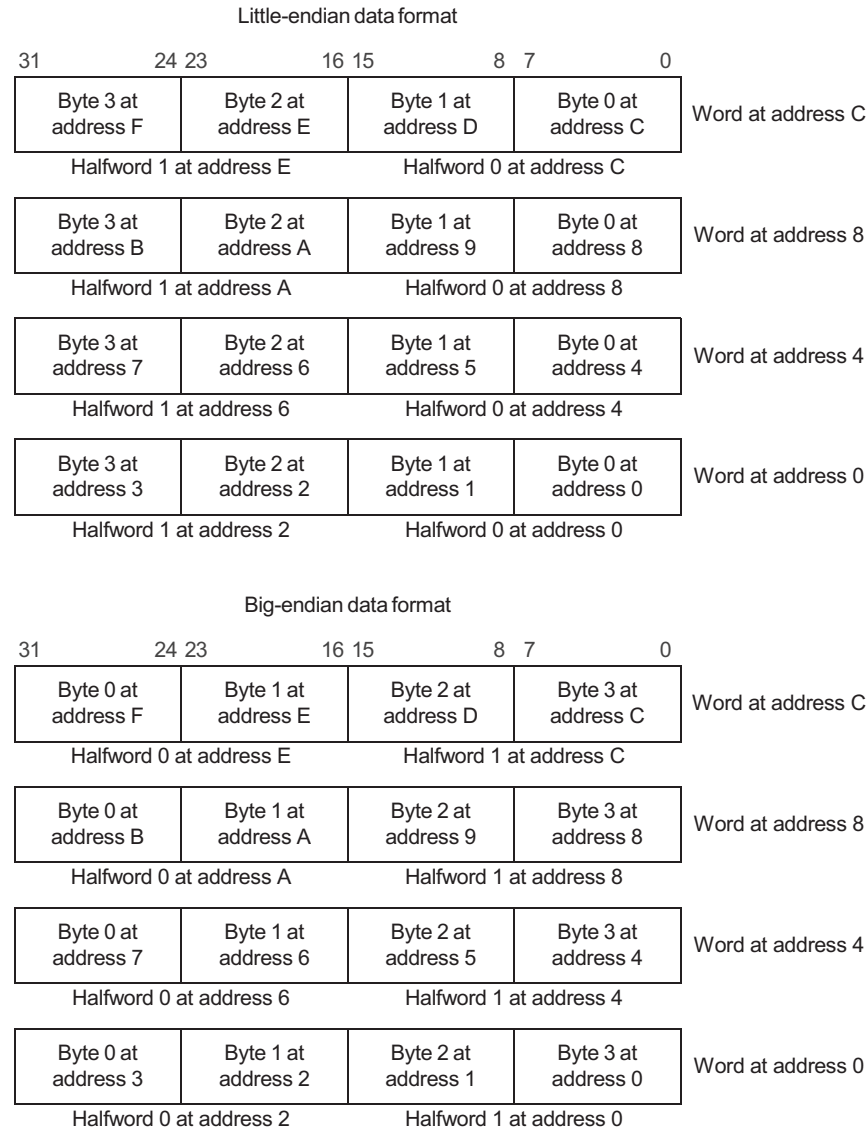 Little-endian data format
31 24 23 16 15 8 7 0
Byte 3 at Byte 2 at Byte 1 at Byte 0 at
address F address E address D address C
Word at address C
Halfword 1 at address E Halfword 0 at address C
Byte 3 at Byte 2 at Byte 1 at Byte 0 at
address B address A address 9 address 8
Word at address 8
Halfword 1 at address A Halfword 0 at address 8
Byte 3 at Byte 2 at Byte 1 at Byte 0 at
address 7 address 6 address 5 address 4
Word at address 4
Halfword 1 at address 6 Halfword 0 at address 4
Byte 3 at Byte 2 at Byte 1 at Byte 0 at
address 3 address 2 address 1 address 0
Word at address 0
Halfword 1 at address 2 Halfword 0 at address 0
Big-endian data format
31 24 23 16 15 8 7 0
Byte 0 at Byte 1 at Byte 2 at Byte 3 at
address F address E address D address C
Word at address C
Halfword 0 at address E Halfword 1 at address C
Byte 0 at Byte 1 at Byte 2 at Byte 3 at
address B address A address 9 address 8
Word at address 8
Halfword 0 at address A Halfword 1 at address 8
Byte 0 at Byte 1 at Byte 2 at Byte 3 at
address 7 address 6 address 5 address 4
Word at address 4
Halfword 0 at address 6 Halfword 1 at address 4
Byte 0 at Byte 1 at Byte 2 at Byte 3 at
address 3 address 2 address 1 address 0
Word at address 0
Halfword 0 at address 2 Halfword 1 at address 0